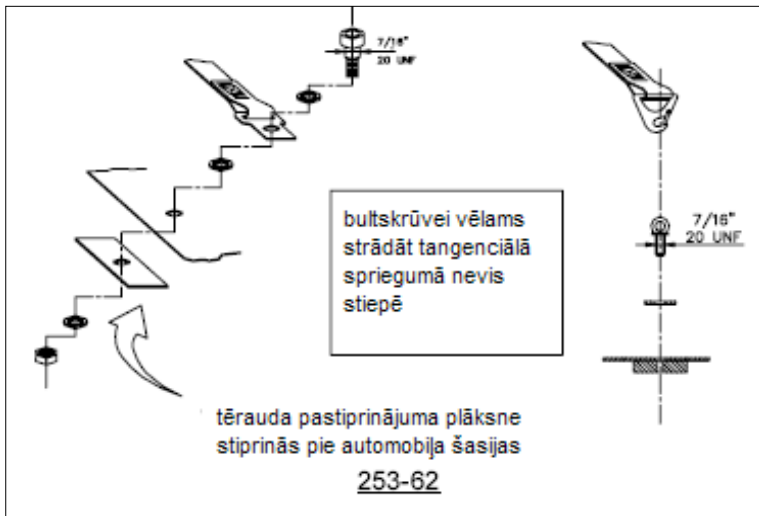 7/16"
20 UNF
7/16"
20 UNF
bultskrūvei vēlams
strādāt tangenciālā
spriegumā nevis
stiepē
tērauda pastiprinājuma plāksne
stiprinās pie automobiļa šasijas
253-62